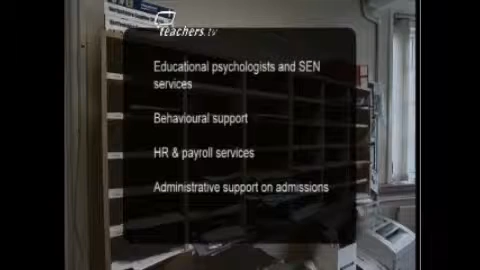 teachers.tv
Educational psychologists and SEN
services
Behavioural support
HR & payroll services
Administrative support on admissions